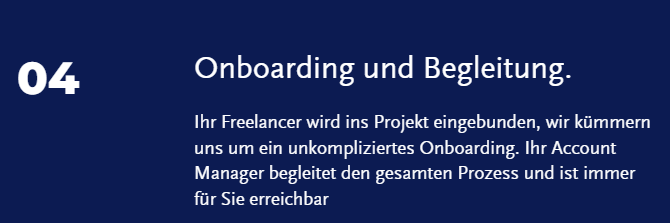 04
Onboarding und Begleitung.
Ihr Freelancer wird ins Projekt eingebunden, wir kümmern
uns um ein unkompliziertes Onboarding. Ihr Account
Manager begleitet den gesamten Prozess und ist immer
für Sie erreichbar